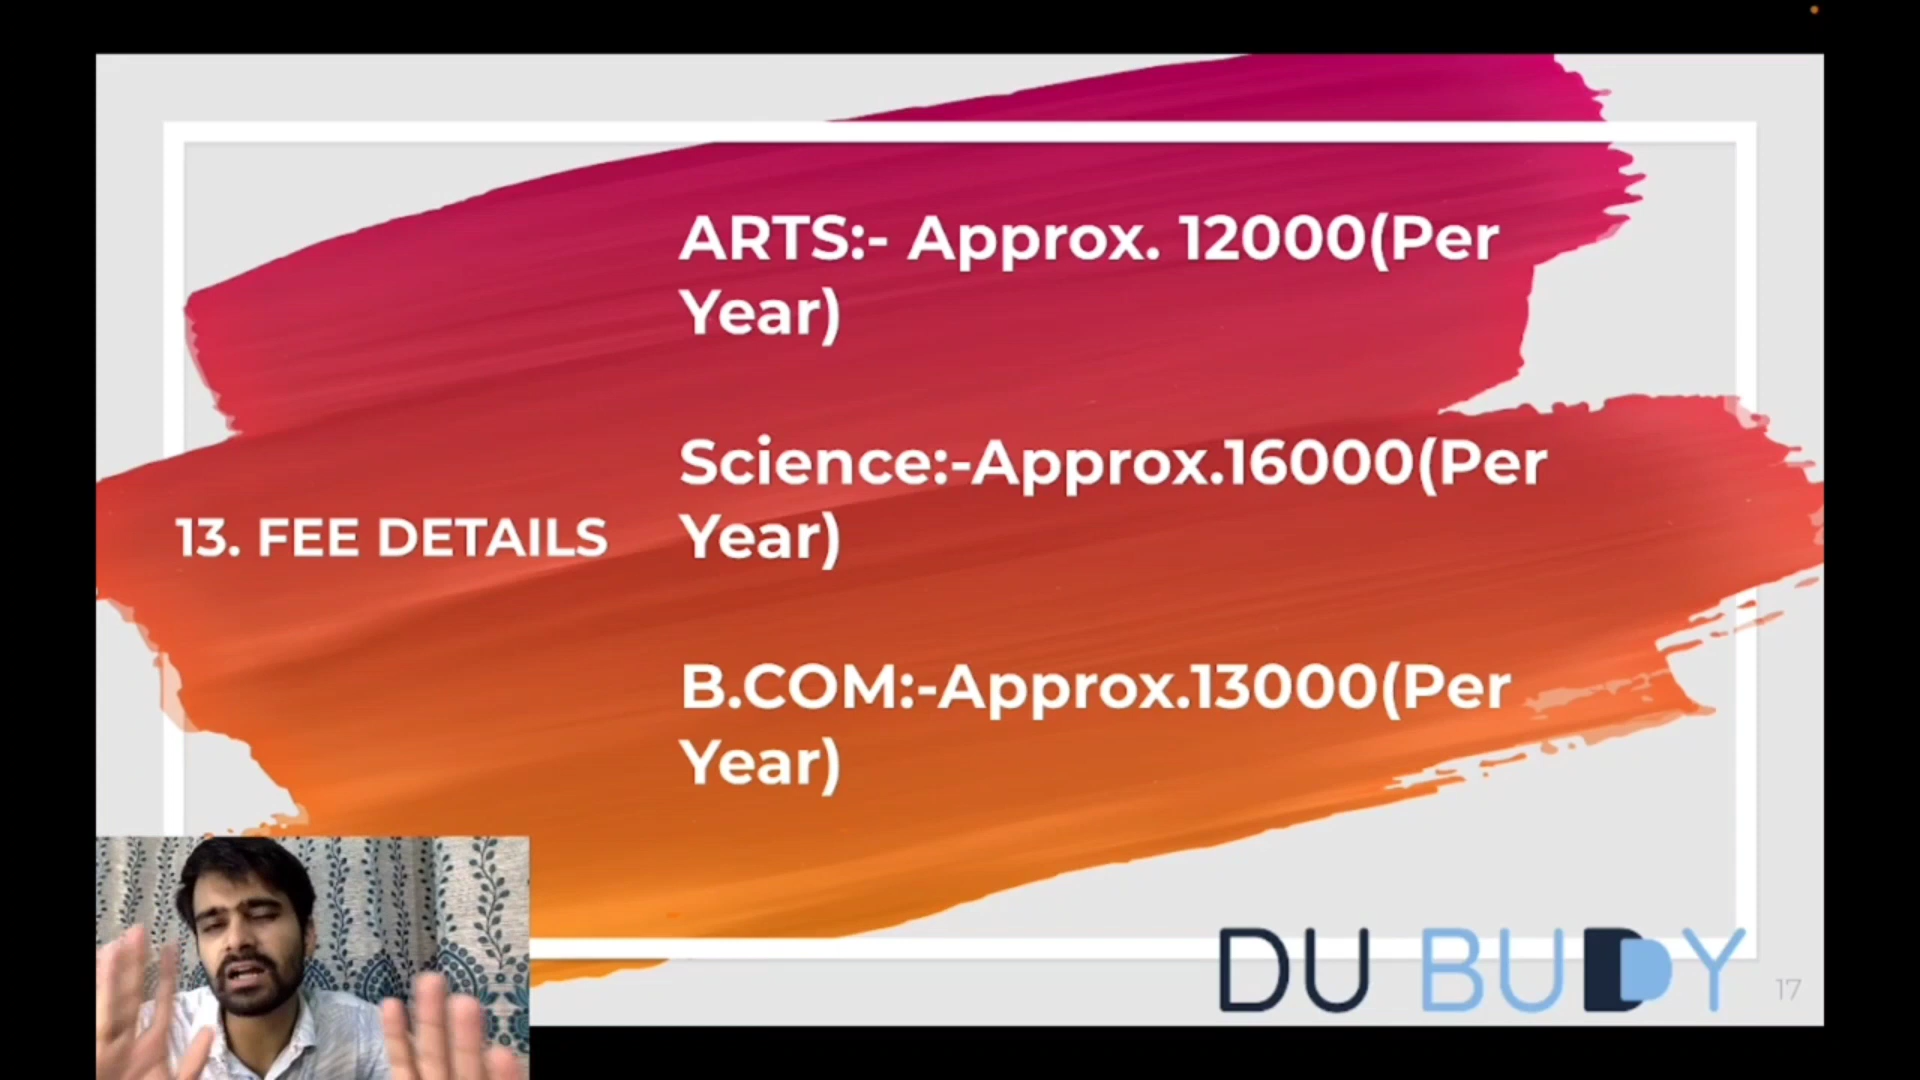 13. FEE DETAILS
ARTS:- Approx. 12000(Per
Year)
Science:-Approx.16000(Per
Year)
B.COM:-Approx.13000(Per
Year)
DU BUDDY
17